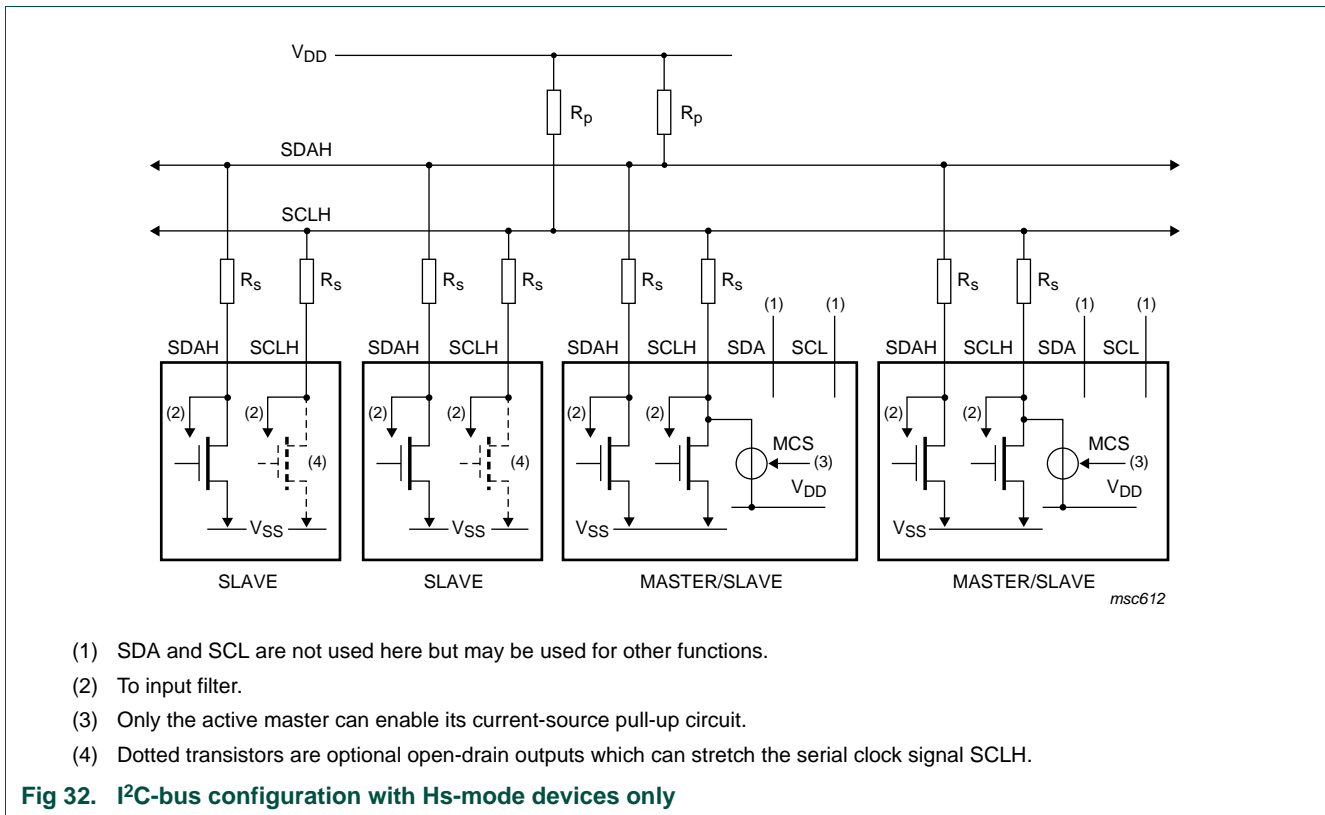 VDD
Rp Rp
SDAH
SCLH
Rs Rs Rs Rs Rs Rs Rs Rs
(1) (1) (1) (1)
SDAH SCLH SDAH SCLH SDAH SCLH SDA SCL SDAH SCLH SDA SCL
(2) (2) (2) (2) (2) (2) (2) (2)
MCS MCS
(4) (4) (3) (3)
VDD VDD
VSS VSS VSS VSS
SLAVE SLAVE MASTER/SLAVE MASTER/SLAVE
msc612
(1) SDA and SCL are not used here but may be used for other functions.
(2) To input filter.
(3) Only the active master can enable its current-source pull-up circuit.
(4) Dotted transistors are optional open-drain outputs which can stretch the serial clock signal SCLH.
Fig 32. I²C-bus configuration with Hs-mode devices only